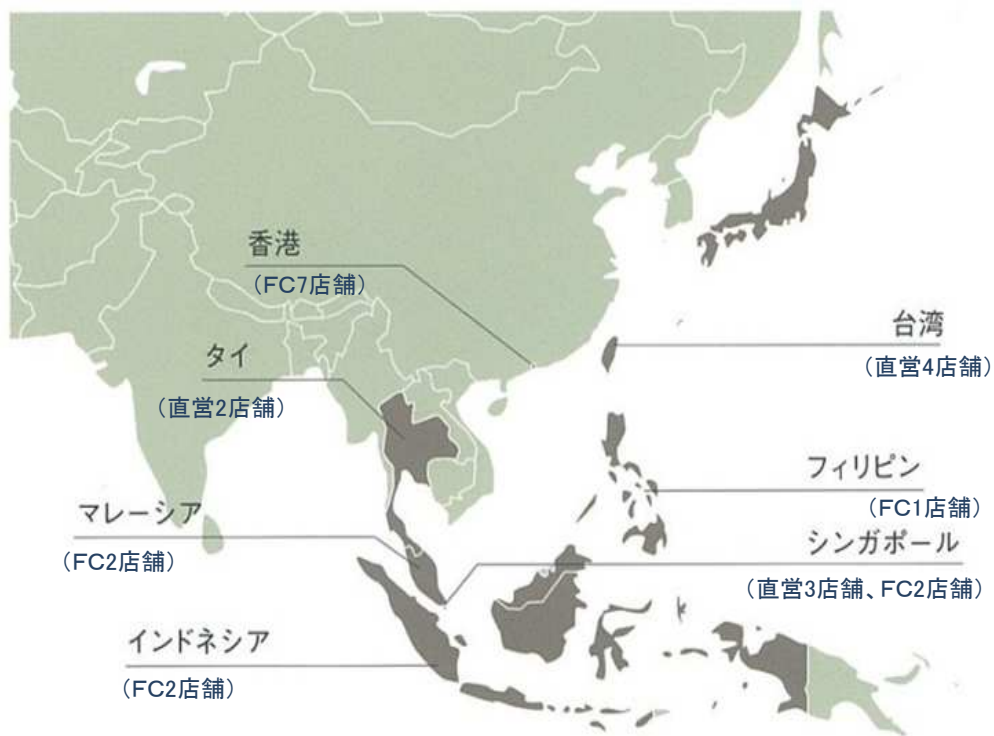 香港
（FC7店舗）
台湾
（直営4店舗）
タイ
（直営2店舗）
フィリピン
（FC1店舗）
マレーシア
（FC2店舗）
シンガポール
（直営3店舗、FC2店舗）
インドネシア
（FC2店舗）